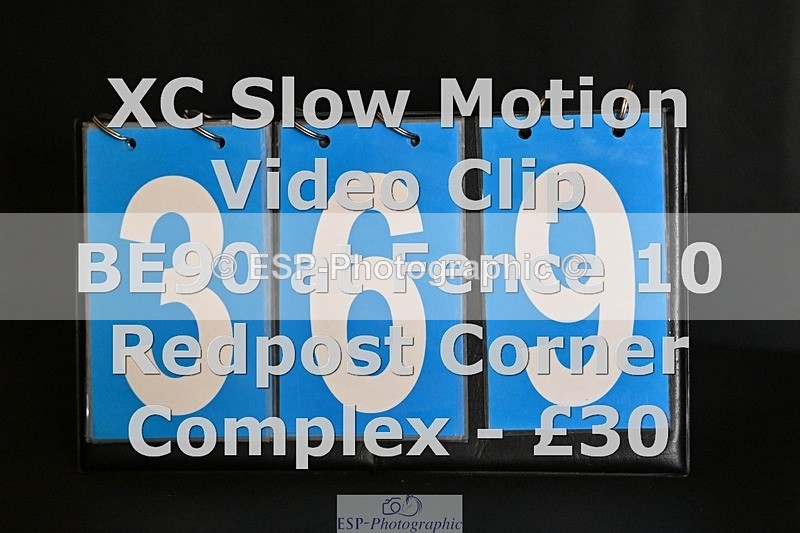 XC Slow Motion
Video Clip
BE90 at Fence 10
© ESP-Photographic ©
Redpost Corner
Complex - £30
369
ESP-Photographic